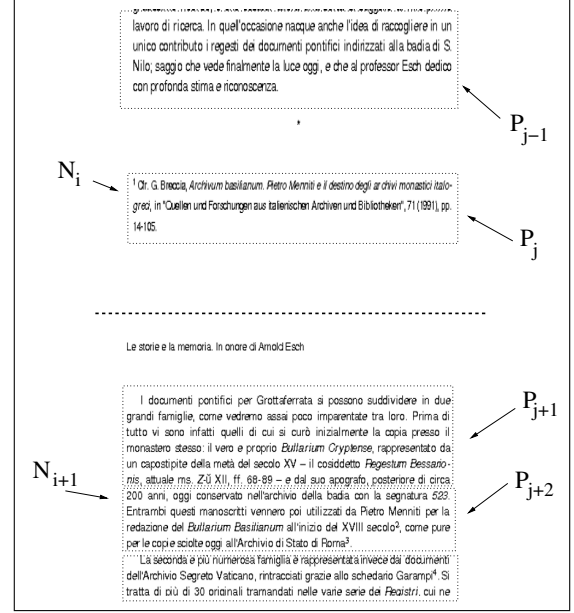 lavoro di ricerca. In quell'occasione nacque anche l'idea di raccogliere in un
unico contributo i regesti dei documenti pontifici indirizzati alla badia di S.
Nilo; saggio che vede finalmente la luce oggi, e che al professor Esch dedico
con profonda stima e riconoscenza.
P j–1
*
N i
1 Cfr. G. Breccia, Archivum basilianum. Pietro Menniti e il destino degli archivi monastici italo-
greci, in "Quellen und Forschungen aus italienischen Archiven und Bibliotheken", 71 (1991), pp.
14-105.
P j
Le storie e la memoria. In onore di Arnold Esch
I documenti pontifici per Grottaferrata si possono suddividere in due
grandi famiglie, come vedremo assai poco imparentate tra loro. Prima di
tutto vi sono infatti quelli di cui si curò inizialmente la copia presso il
monastero stesso: il vero e proprio Bullarium Cryptense, rappresentato da
un capostipite della metà del secolo XV – il cosiddetto Regestum Bessario-
nis, attuale ms. Z-ŭ XII, ff. 68-89 – e dal suo apografo, posteriore di circa
P j+1
N i+1
200 anni, oggi conservato nell'archivio della badia con la segnatura 523.
Entrambi questi manoscritti vennero poi utilizzati da Pietro Menniti per la
redazione del Bullarium Basilianum all'inizio del XVIII secolo2, come pure
per le copie sciolte oggi all'Archivio di Stato di Roma3.
P j+2
La seconda e più numerosa famiglia è rappresentata invece dai documenti
dell'Archivio Segreto Vaticano, rintracciati grazie allo schedario Garampi4. Si
tratta di più di 30 originali tramandati nelle varie serie dei Registri, cui ne